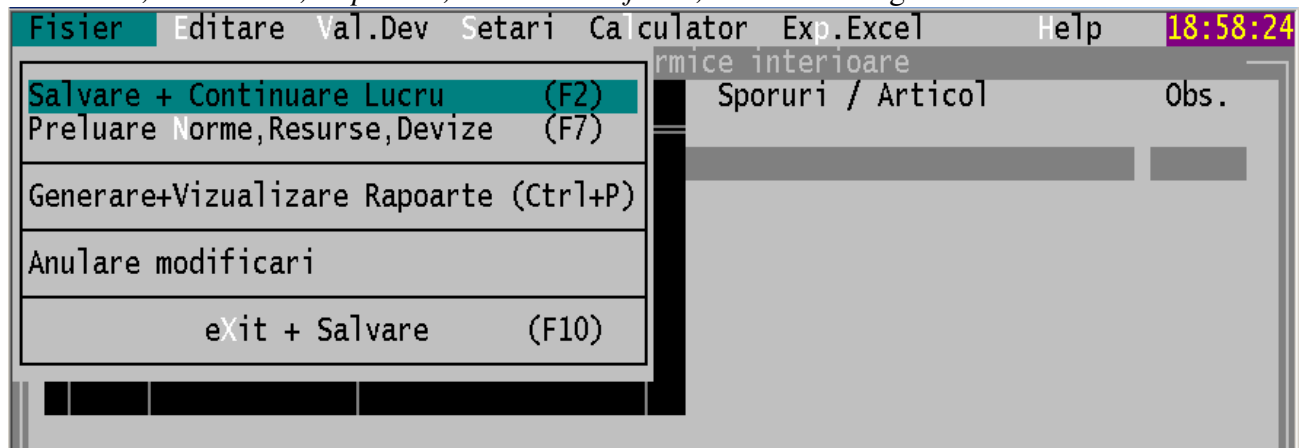 Fisier Editare Val.Dev Setari Calculator Exp.Excel Help 18:58:24
rmice interioare
Salvare + Continuare Lucru (F2) Sporuri / Articol Obs.
Preluare Norme,Resurse,Devize (F7)
Generare+Vizualizare Rapoarte (Ctrl+P)
Anulare modificari
eXit + Salvare (F10)